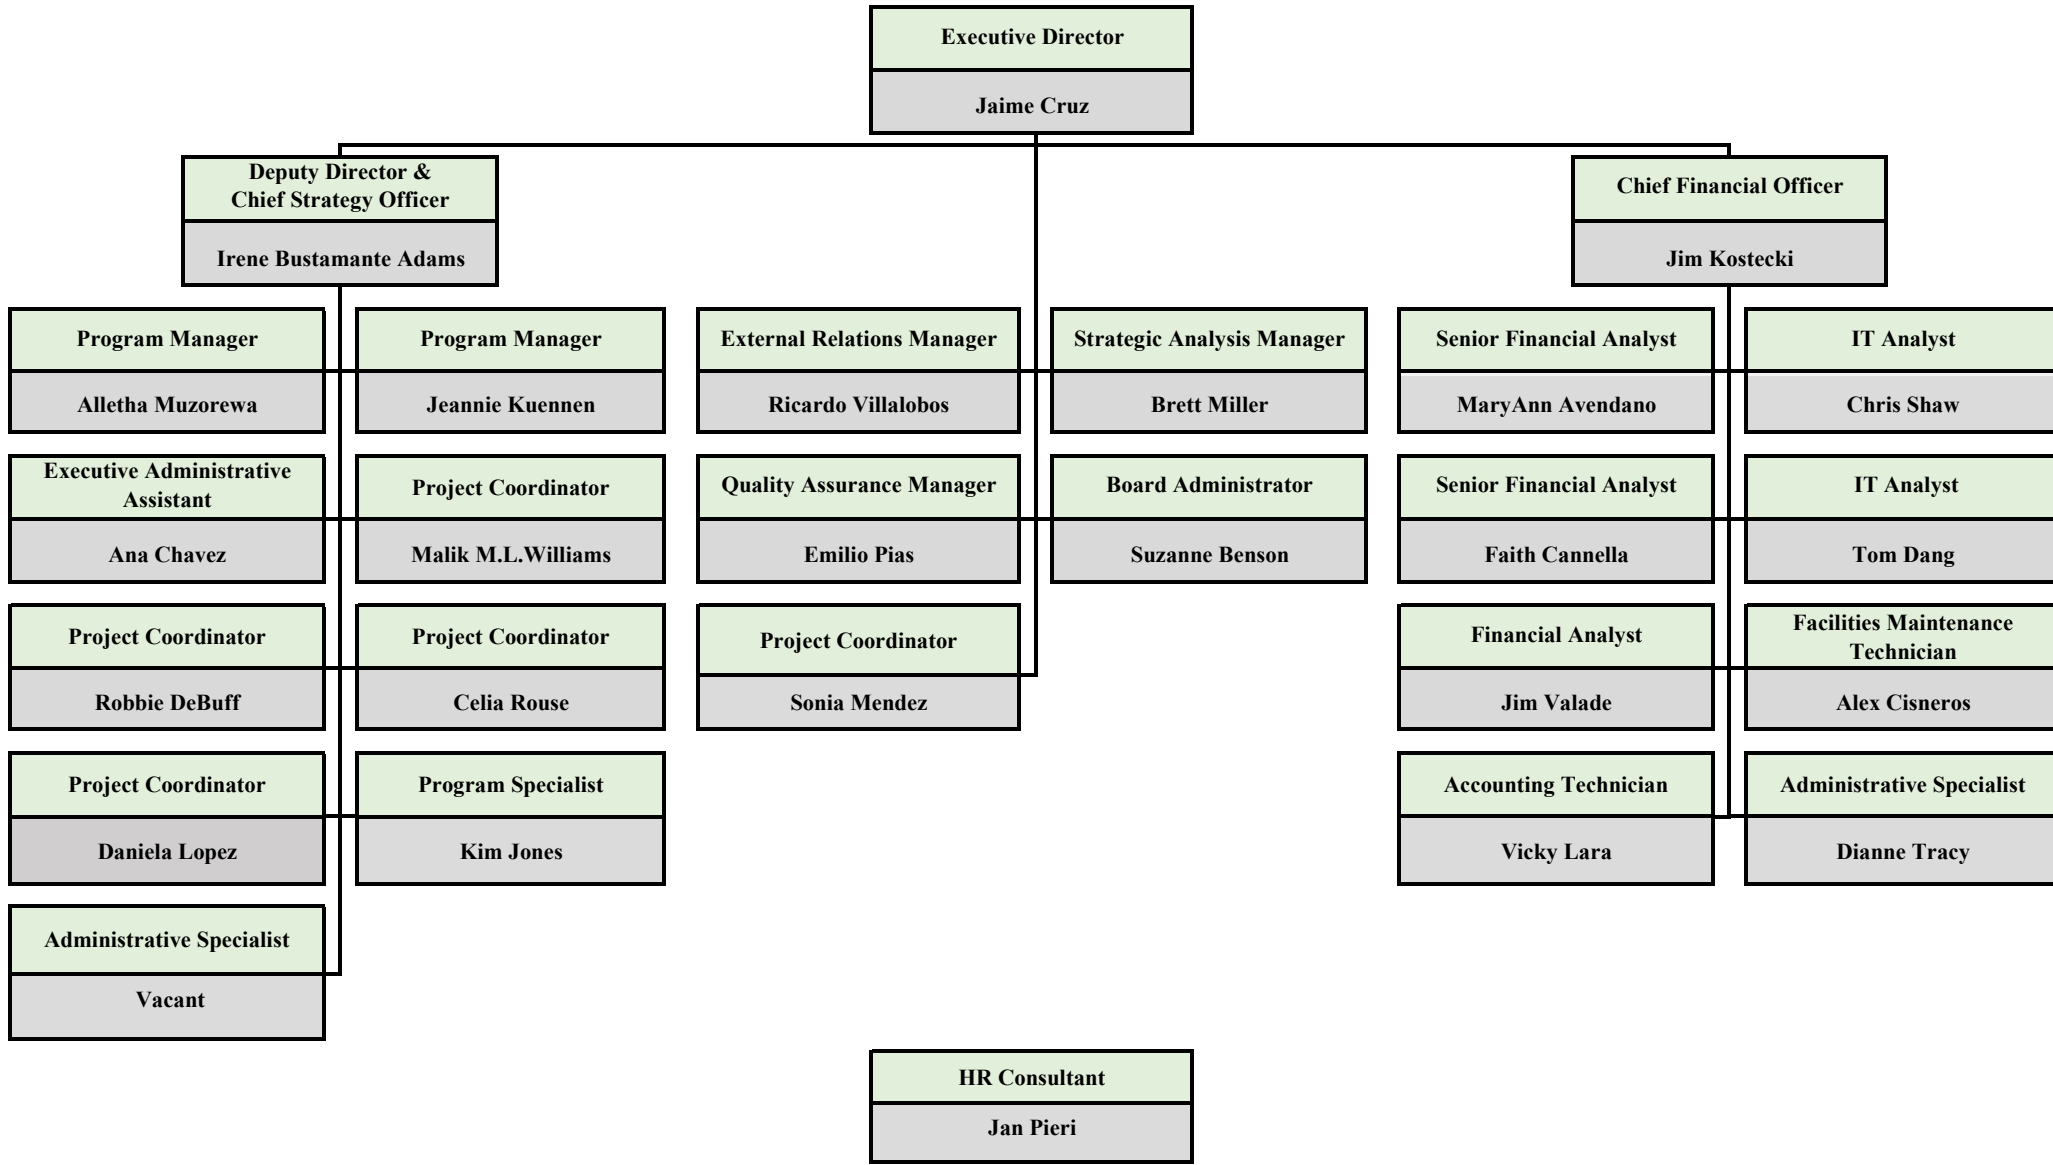 Executive Director
Jaime Cruz
Deputy Director &
Chief Strategy Officer
Irene Bustamante Adams
Chief Financial Officer
Jim Kostecki
Program Manager
Alletha Muzorewa
Program Manager
Jeannie Kuennen
External Relations Manager
Ricardo Villalobos
Strategic Analysis Manager
Brett Miller
Senior Financial Analyst
MaryAnn Avendano
IT Analyst
Chris Shaw
Executive Administrative
Assistant
Ana Chavez
Project Coordinator
Malik M.L.Williams
Quality Assurance Manager
Emilio Pias
Board Administrator
Suzanne Benson
Senior Financial Analyst
Faith Cannella
IT Analyst
Tom Dang
Project Coordinator
Robbie DeBuff
Project Coordinator
Celia Rouse
Project Coordinator
Sonia Mendez
Financial Analyst
Jim Valade
Facilities Maintenance
Technician
Alex Cisneros
Project Coordinator
Daniela Lopez
Program Specialist
Kim Jones
Accounting Technician
Vicky Lara
Administrative Specialist
Dianne Tracy
Administrative Specialist
Vacant
HR Consultant
Jan Pieri